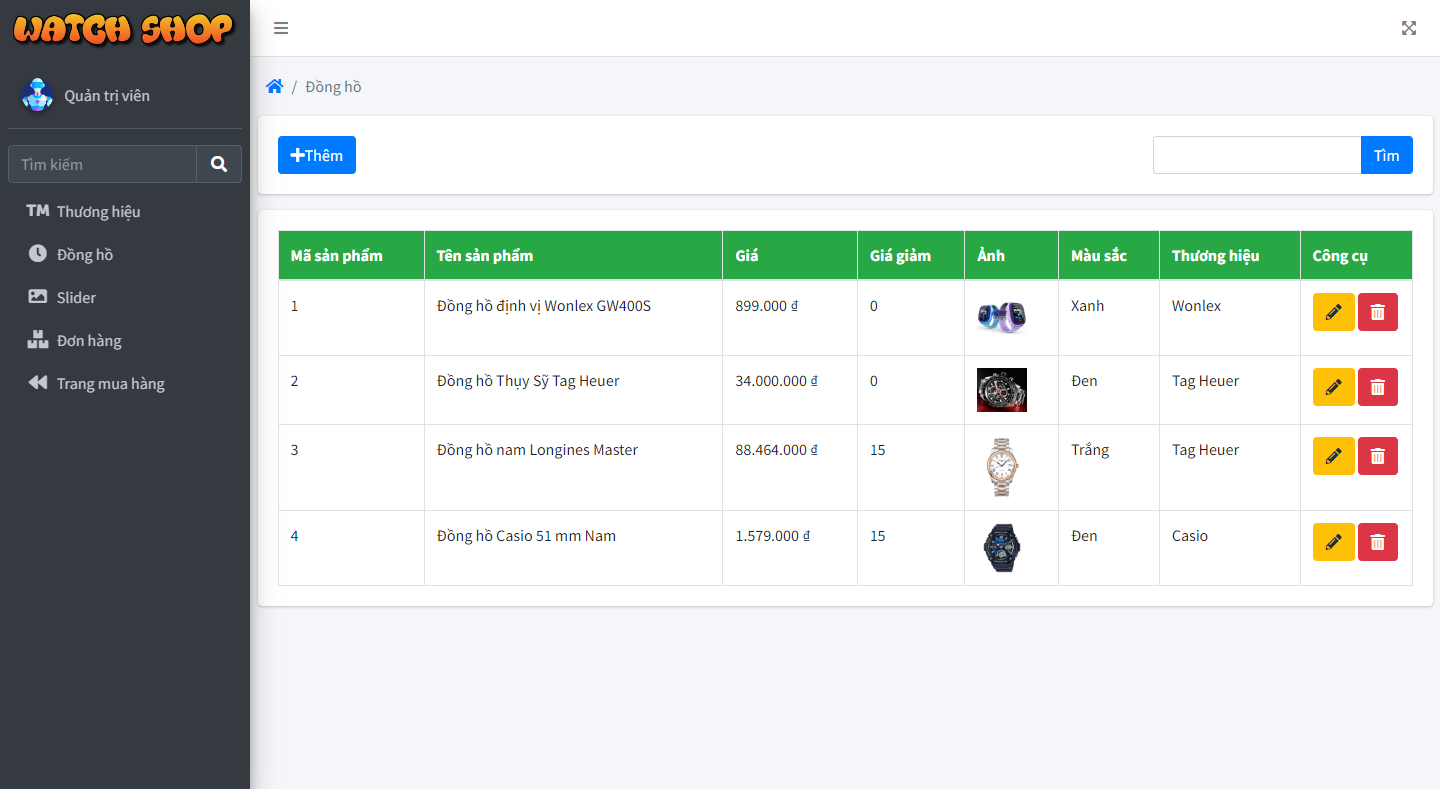 WATCH SHOP
Quản trị viên
Tìm kiếm
TM Thương hiệu
Đồng hồ
Slider
Đơn hàng
Trang mua hàng
/ Đồng hồ
Thêm
Tìm
Mã sản phẩm Tên sản phẩm Giá Giá giảm Ảnh Màu sắc Thương hiệu Công cụ
1 Đồng hồ định vị Wonlex GW400S 899.000 ₫ 0 Xanh Wonlex
2 Đồng hồ Thụy Sỹ Tag Heuer 34.000.000 ₫ 0 Đen Tag Heuer
3 Đồng hồ nam Longines Master 88.464.000 ₫ 15 Trắng Tag Heuer
4 Đồng hồ Casio 51 mm Nam 1.579.000 ₫ 15 Đen Casio